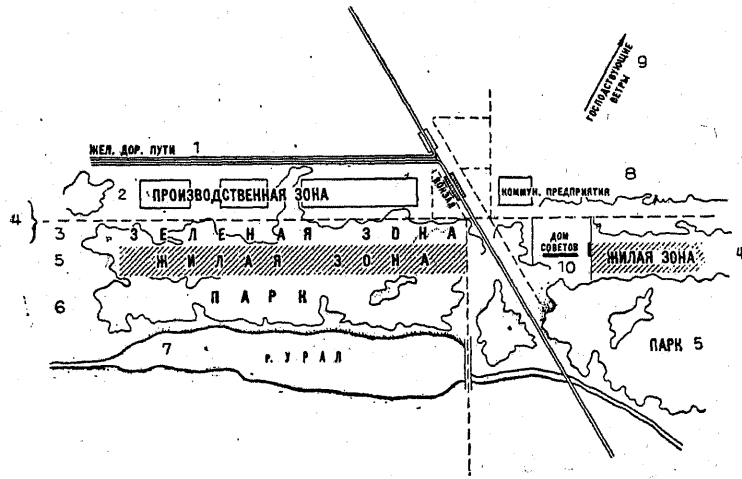 ГОСПОДСТВУЮЩИЕ
ВЕТРЫ
9
ЖЕЛ. ДОР. ПУТИ 1
8
2 ПРОИЗВОДСТВЕННАЯ ЗОНА
ВОКЗАЛ
КОММУН. ПРЕДПРИЯТИЯ
4
3 ЗЕЛЕНАЯ ЗОНА
ДОМ
СОВЕТОВ
10
5 ЖИЛАЯ ЗОНА
ЖИЛАЯ ЗОНА
4
6 ПАРК
ПАРК 5
7 р. УРАЛ